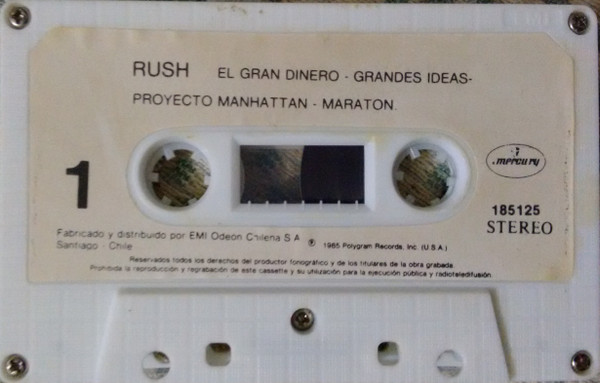 RUSH EL GRAN DINERO - GRANDES IDEAS-
PROYECTO MANHATTAN - MARATON.
1
mercury
185125
STEREO
Fabricado y distribuido por EMI Odeon Chilena S A
Santiago - Chile
℗ 1985 Polygram Records, Inc. (U.S.A.)
Reservados todos los derechos del productor fonográfico y de los titulares de la obra grabada.
Prohibida la reproducción y regrabación de este cassette y su utilización para la ejecución pública y radioteledifusión.